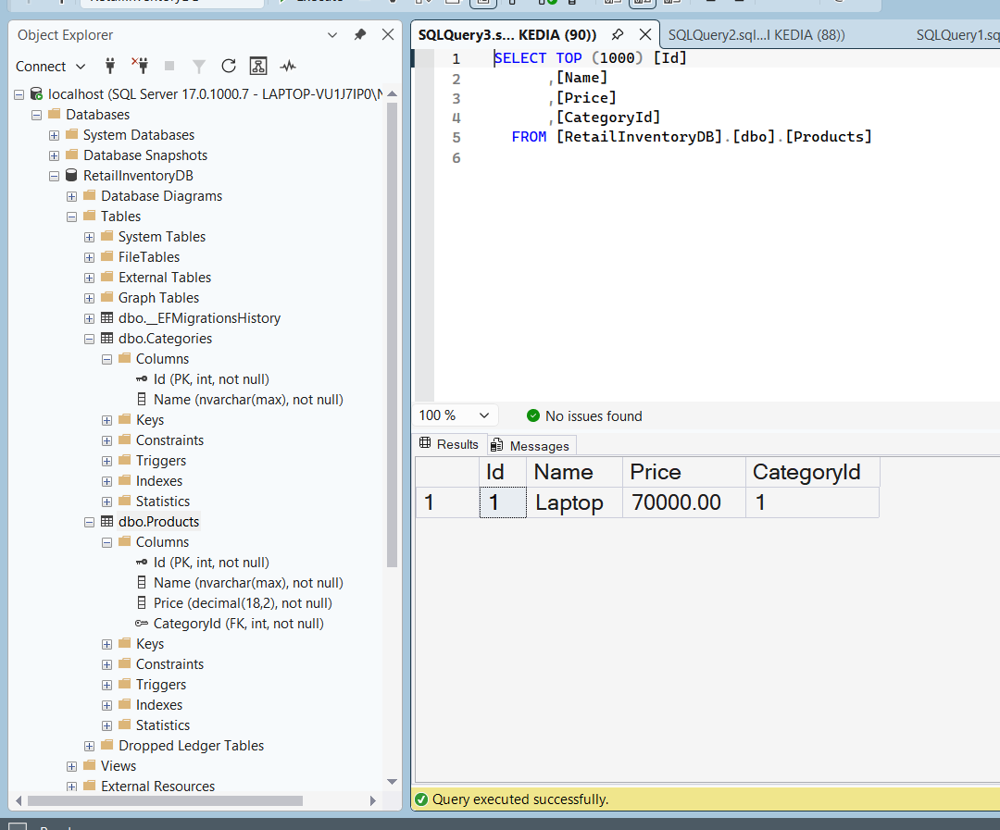 Object Explorer
Connect
localhost (SQL Server 17.0.1000.7 - LAPTOP-VU1J7IP0\
Databases
System Databases
Database Snapshots
RetailInventoryDB
Database Diagrams
Tables
System Tables
FileTables
External Tables
Graph Tables
dbo.__EFMigrationsHistory
dbo.Categories
Columns
Id (PK, int, not null)
Name (nvarchar(max), not null)
Keys
Constraints
Triggers
Indexes
Statistics
dbo.Products
Columns
Id (PK, int, not null)
Name (nvarchar(max), not null)
Price (decimal(18,2), not null)
CategoryId (FK, int, not null)
Keys
Constraints
Triggers
Indexes
Statistics
Dropped Ledger Tables
Views
External Resources
SQLQuery3.s... KEDIA (90)) SQLQuery2.sql...l KEDIA (88)) SQLQuery1.sq
1 SELECT TOP (1000) [Id]
2 ,[Name]
3 ,[Price]
4 ,[CategoryId]
5 FROM [RetailInventoryDB].[dbo].[Products]
6
100 % No issues found
Results Messages
Id Name Price CategoryId
1 1 Laptop 70000.00 1
Query executed successfully.